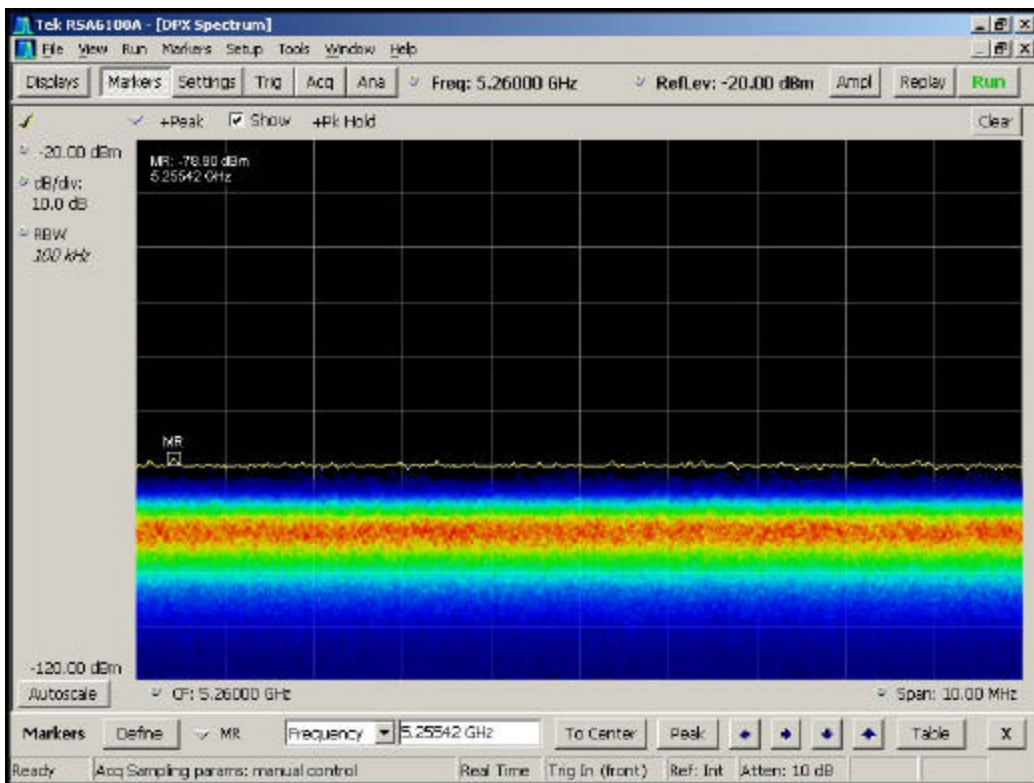 Tek RSA6100A - [DPX Spectrum]
File View Run Markers Setup Tools Window Help
Displays Markers Settings Trig Acq Ana Freq: 5.26000 GHz RefLev: -20.00 dBm Ampl Replay Run
+Peak Show +Pk Hold Clear
-20.00 dBm
MR: -78.90 dBm
5.25542 GHz
dB/div:
10.0 dB
RBW
100 kHz
MR
-120.00 dBm
Autoscale CF: 5.26000 GHz Span: 10.00 MHz
Markers Define MR Frequency 5.25542 GHz To Center Peak Table X
Ready Acq Sampling params: manual control Real Time Trig In (front) Ref: Int Atten: 10 dB